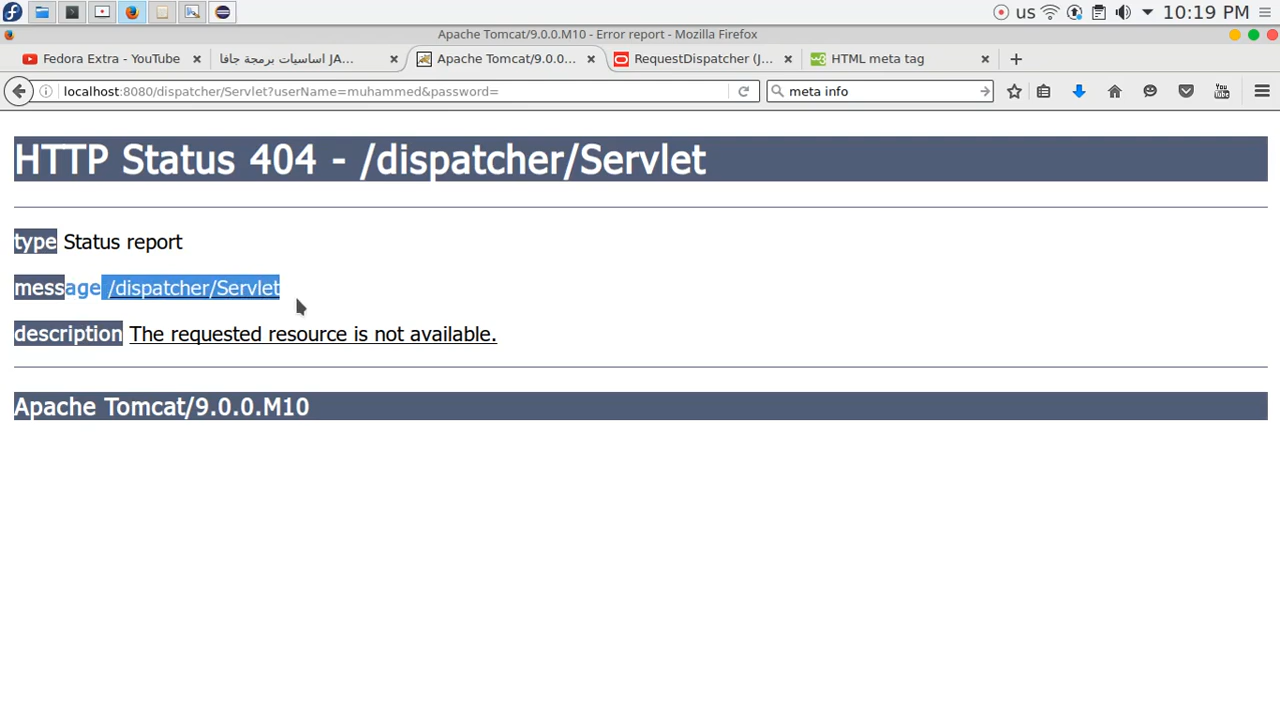 us 10:19 PM
Apache Tomcat/9.0.0.M10 - Error report - Mozilla Firefox
Fedora Extra - YouTube
اساسيات برمجة جافا JA...
Apache Tomcat/9.0.0....
RequestDispatcher (J...
HTML meta tag
localhost:8080/dispatcher/Servlet?userName=muhammed&password=
meta info
You Tube
HTTP Status 404 - /dispatcher/Servlet
type Status report
message /dispatcher/Servlet
description The requested resource is not available.
Apache Tomcat/9.0.0.M10